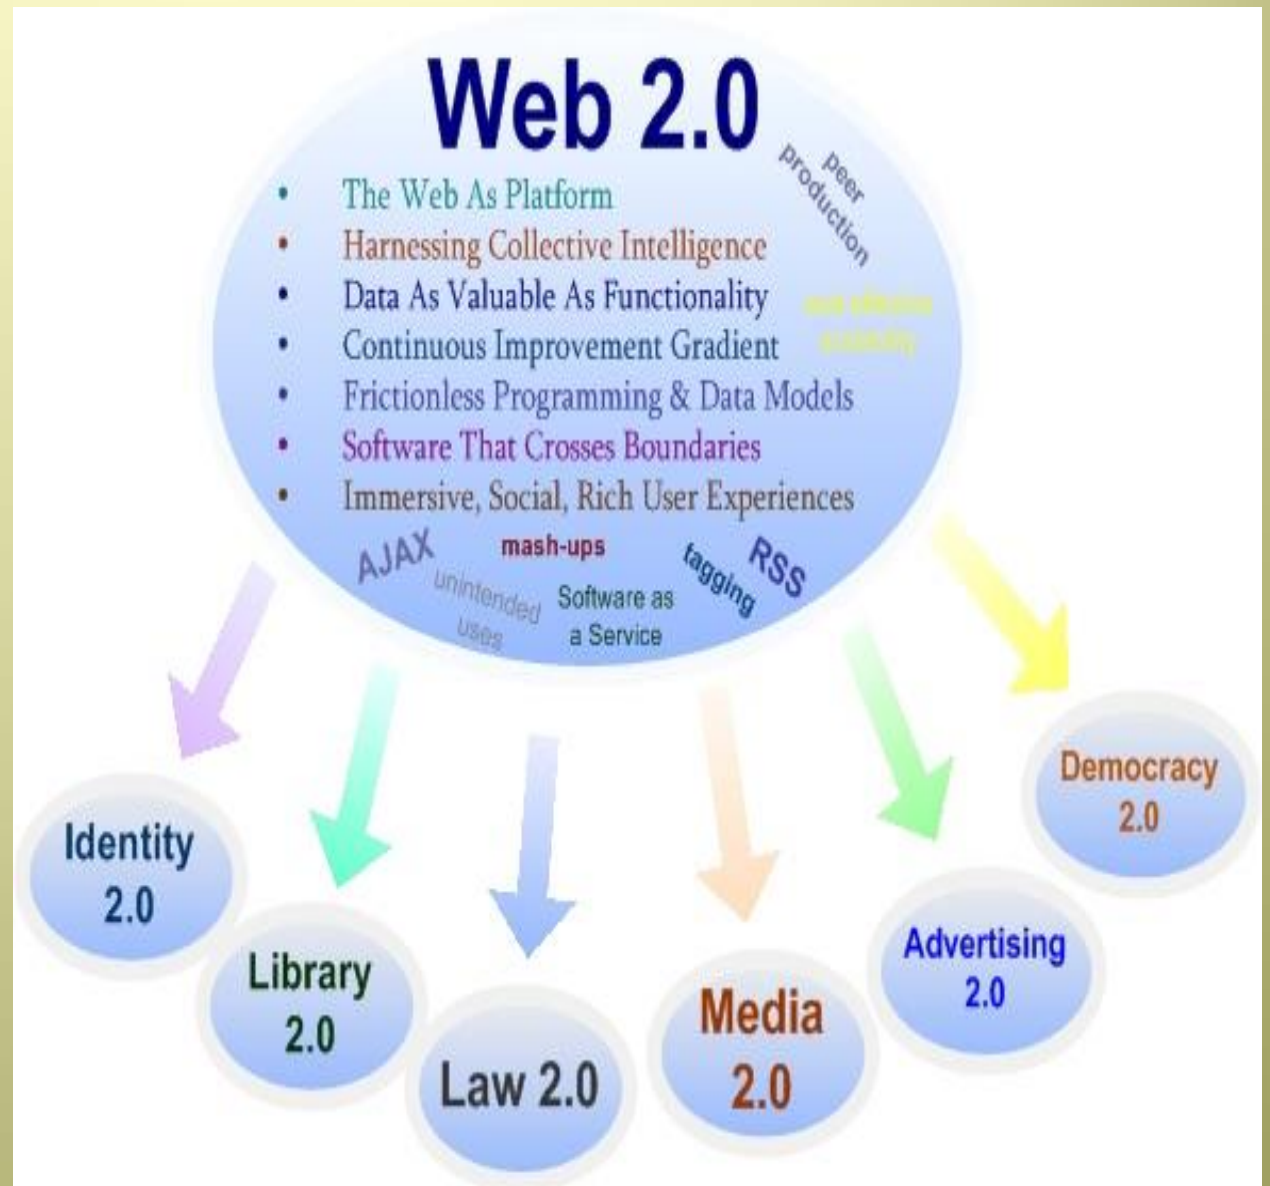 Web 2.0
peer
production
• The Web As Platform
• Harnessing Collective Intelligence
• Data As Valuable As Functionality
• Continuous Improvement Gradient
• Frictionless Programming & Data Models
• Software That Crosses Boundaries
• Immersive, Social, Rich User Experiences
AJAX
mash-ups
tagging
RSS
unintended
uses
Software as
a Service
Identity
2.0
Library
2.0
Law 2.0
Media
2.0
Advertising
2.0
Democracy
2.0